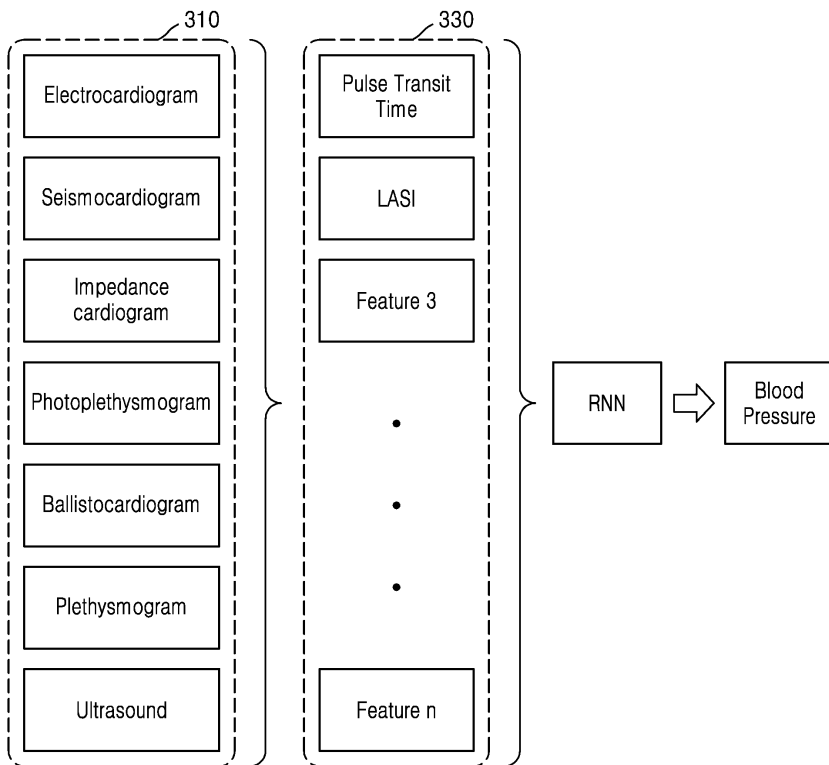 310
Electrocardiogram
Seismocardiogram
Impedance
cardiogram
Photoplethysmogram
Ballistocardiogram
Plethysmogram
Ultrasound
330
Pulse Transit
Time
LASI
Feature 3
Feature n
RNN
Blood
Pressure